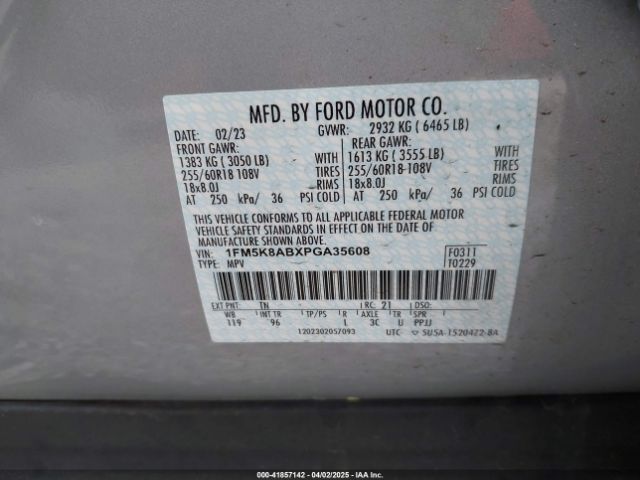 MFD. BY FORD MOTOR CO.
DATE: 02/23 GVWR: 2932 KG ( 6465 LB)
FRONT GAWR: REAR GAWR:
1383 KG ( 3050 LB) WITH 1613 KG ( 3555 LB) WITH
255/60R18 108V TIRES 255/60R18 108V TIRES
18x8.0J RIMS 18x8.0J RIMS
AT 250 kPa/ 36 PSI COLD AT 250 kPa/ 36 PSI COLD
THIS VEHICLE CONFORMS TO ALL APPLICABLE FEDERAL MOTOR
VEHICLE SAFETY STANDARDS IN EFFECT ON THE DATE OF
MANUFACTURE SHOWN ABOVE.
VIN: 1FM5K8ABXPGA35608 F0311
TYPE: MPV T0229
EXT PNT: TN RC: 21 DSO:
WB INT TR TP/PS R AXLE TR SPR
119 96 L 3C U PPJJ
1202302057093 UTC ▽ 5U5A-1520472-BA
000-41857142 - 04/02/2025 - IAA Inc.